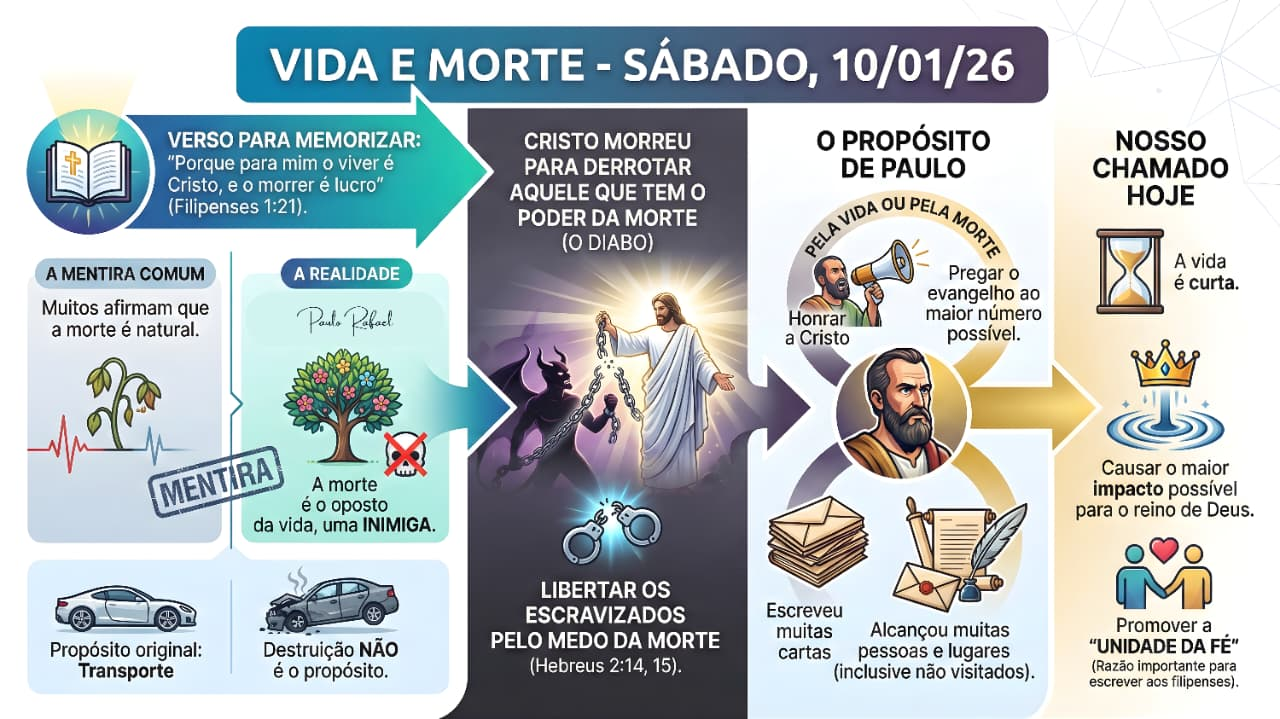 VIDA E MORTE - SÁBADO, 10/01/26
VERSO PARA MEMORIZAR:
"Porque para mim o viver é
Cristo, e o morrer é lucro"
(Filipenses 1:21).
A MENTIRA COMUM
Muitos afirmam que
a morte é natural.
MENTIRA
A REALIDADE
Paulo Rafael
A morte
é o oposto
da vida, uma INIMIGA.
Propósito original:
Transporte
Destruição NÃO
é o propósito.
CRISTO MORREU
PARA DERROTAR
AQUELE QUE TEM O
PODER DA MORTE
(O DIABO)
LIBERTAR OS
ESCRAVIZADOS
PELO MEDO DA MORTE
(Hebreus 2:14, 15).
O PROPÓSITO
DE PAULO
PELA VIDA OU PELA MORTE
Honrar
a Cristo
Pregar o
evangelho ao
maior número
possível.
Escreveu
muitas
cartas
Alcançou muitas
pessoas e lugares
(inclusive não visitados).
NOSSO
CHAMADO
HOJE
A vida
é curta.
Causar o maior
impacto possível
para o reino de Deus.
Promover a
"UNIDADE DA FÉ"
(Razão importante para
escrever aos filipenses).